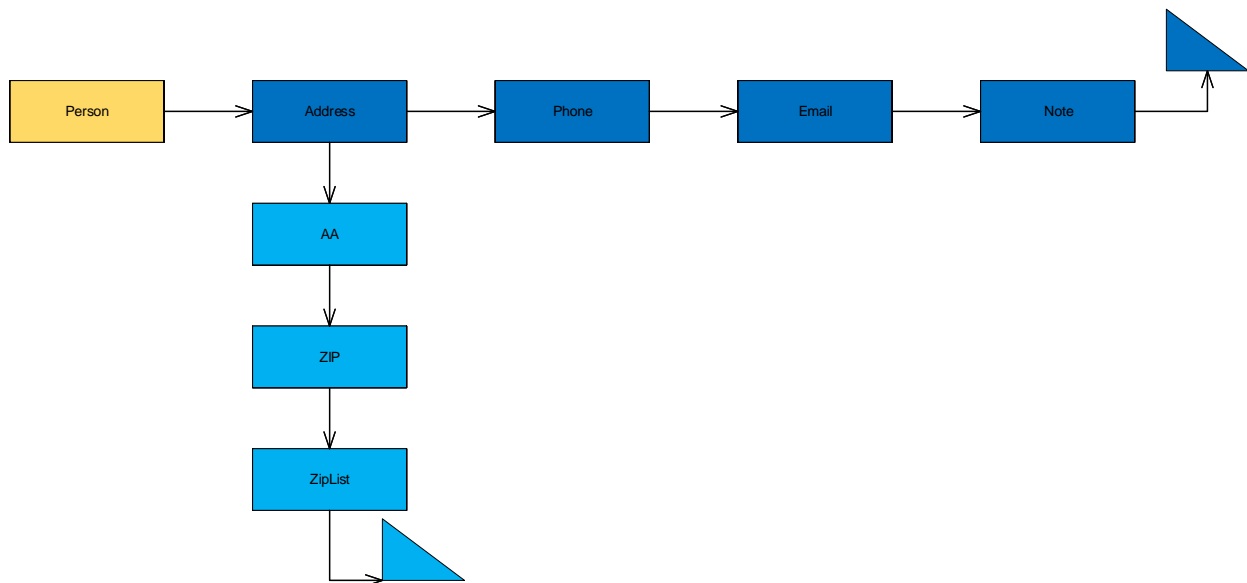 Person
Address
Phone
Email
Note
AA
ZIP
ZipList